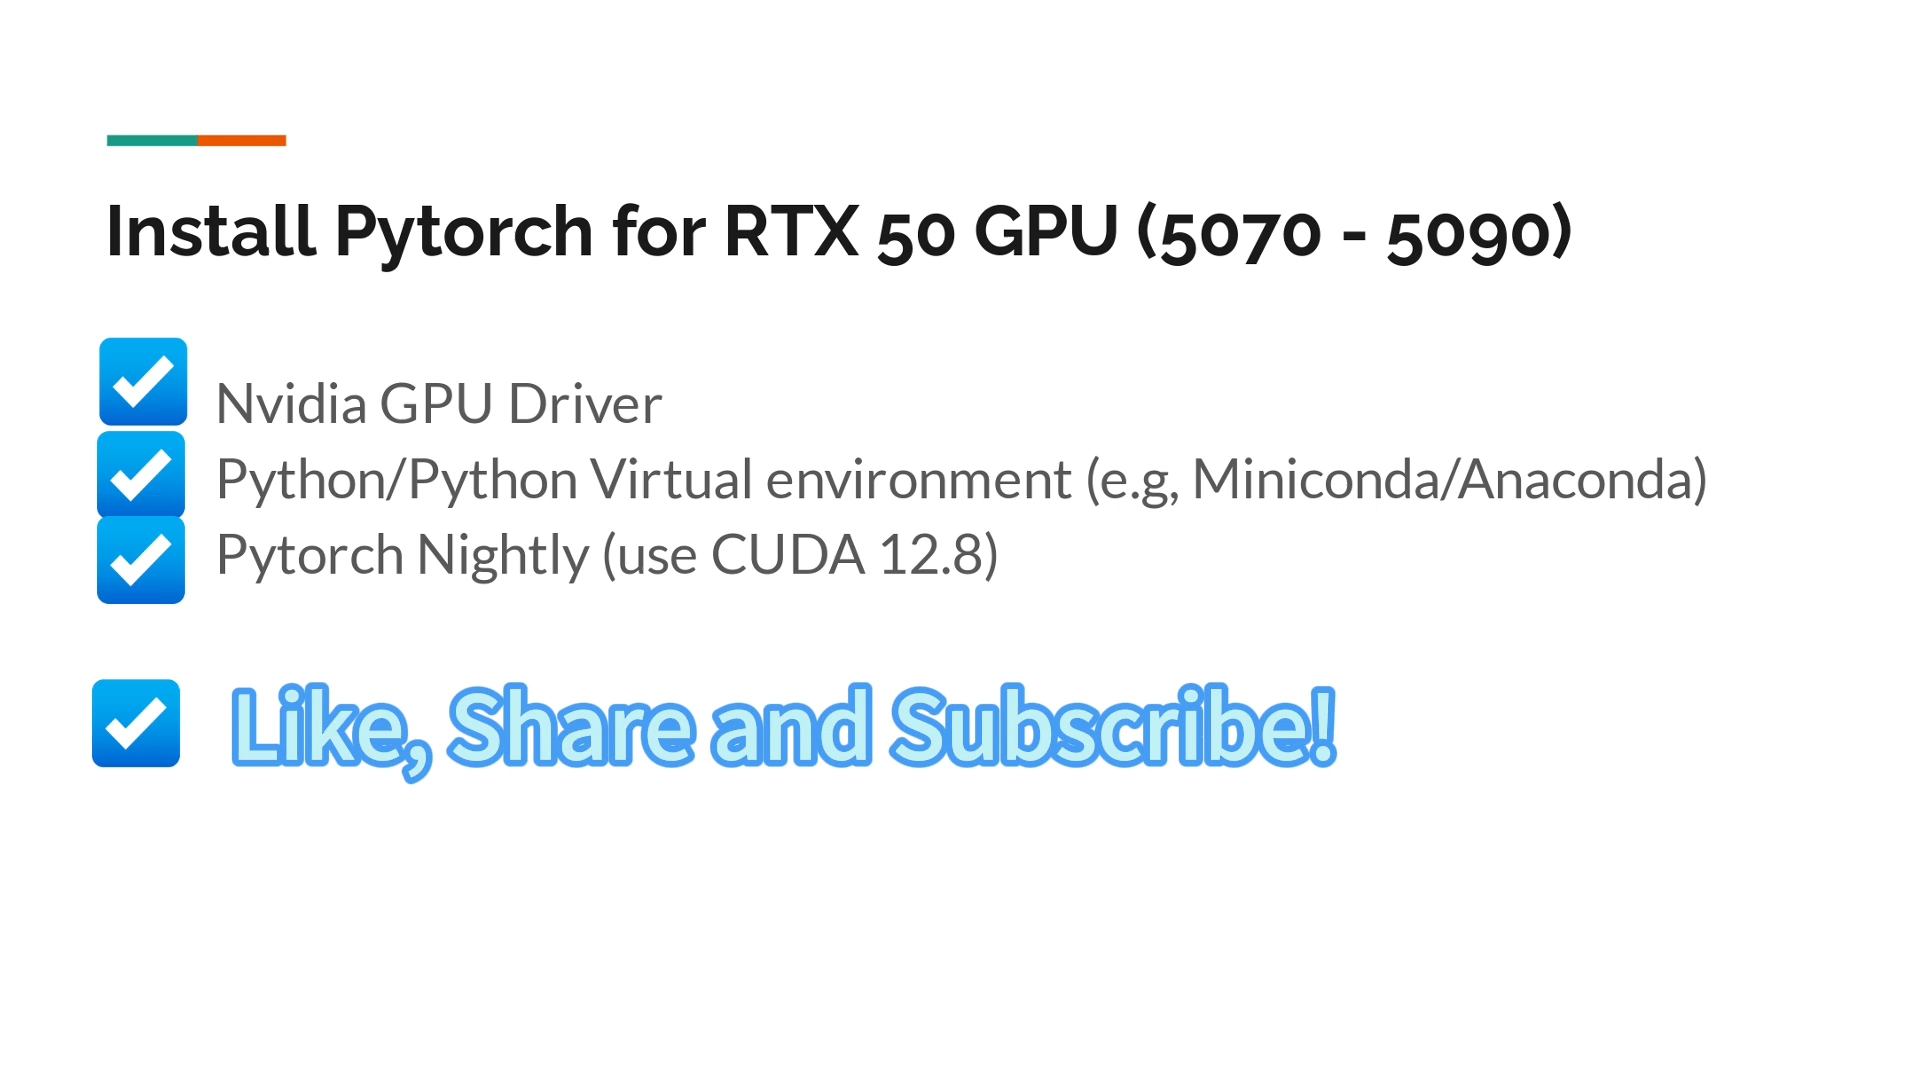 Install Pytorch for RTX 50 GPU (5070 - 5090)
Nvidia GPU Driver
Python/Python Virtual environment (e.g, Miniconda/Anaconda)
Pytorch Nightly (use CUDA 12.8)
Like, Share and Subscribe!